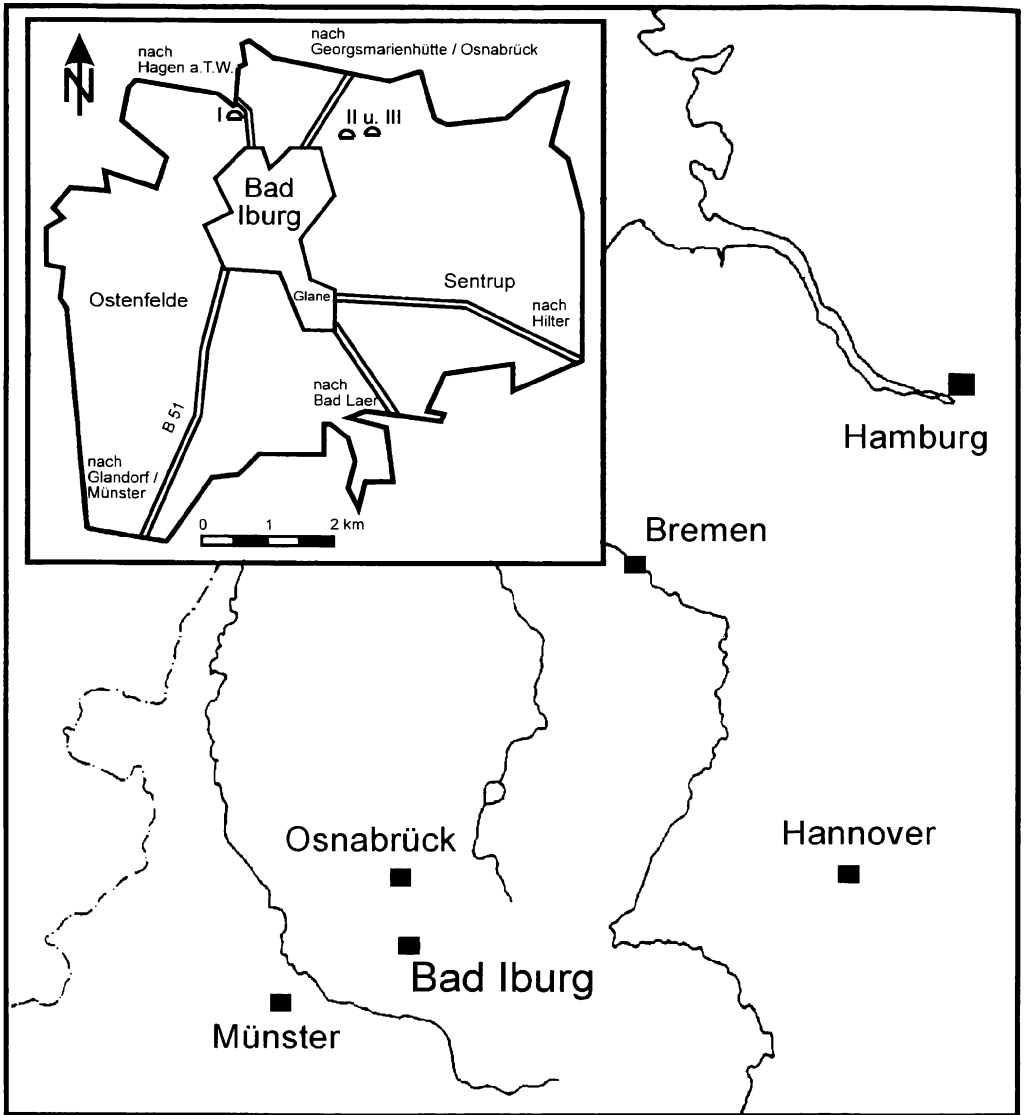 nach
Georgsmarienhütte / Osnabrück
nach
Hagen a.T.W.
N
I
II u. III
Bad
Iburg
Sentrup
Ostenfelde
Glane
nach
Hilter
nach
Bad Laer
B 51
nach
Glandorf /
Münster
0 1 2 km
Hamburg
Bremen
Hannover
Osnabrück
Bad Iburg
Münster